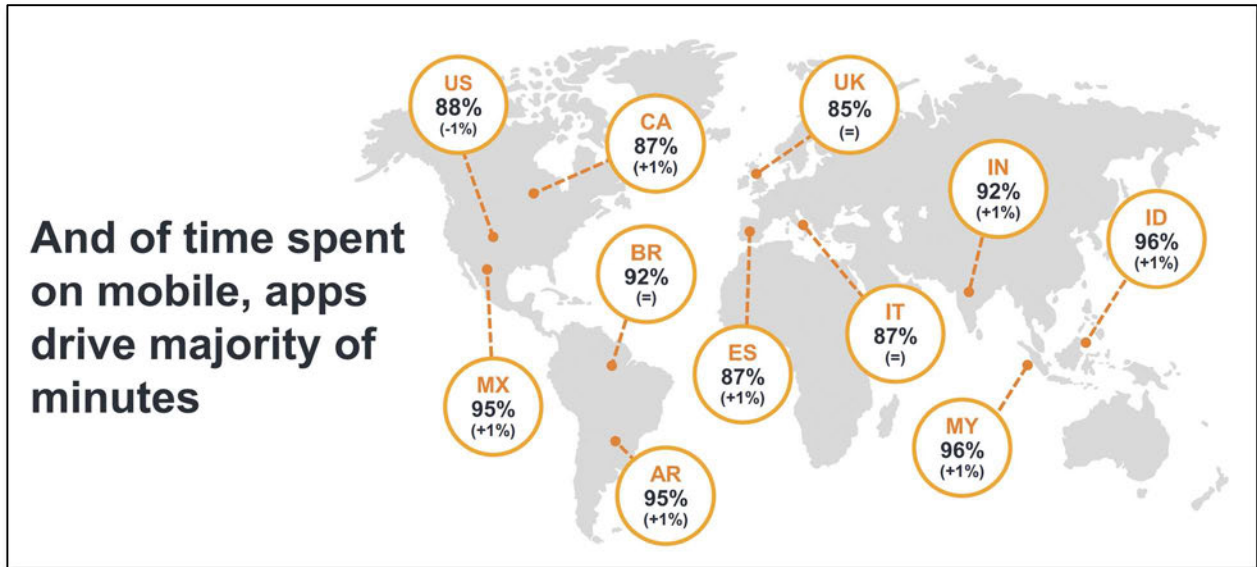 And of time spent
on mobile, apps
drive majority of
minutes
US
88%
(-1%)
CA
87%
(+1%)
UK
85%
(=)
IN
92%
(+1%)
ID
96%
(+1%)
BR
92%
(=)
IT
87%
(=)
ES
87%
(+1%)
MX
95%
(+1%)
MY
96%
(+1%)
AR
95%
(+1%)